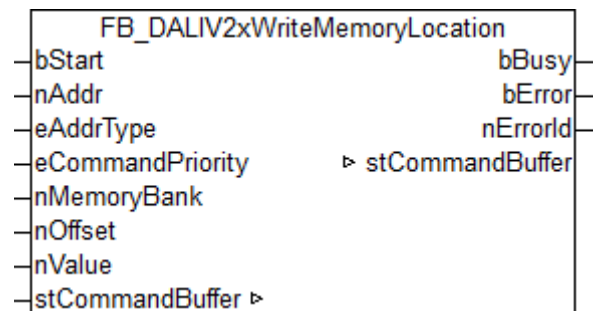 FB_DALIV2xWriteMemoryLocation
bStart bBusy
nAddr bError
eAddrType nErrorId
eCommandPriority ▹ stCommandBuffer
nMemoryBank
nOffset
nValue
stCommandBuffer ▹